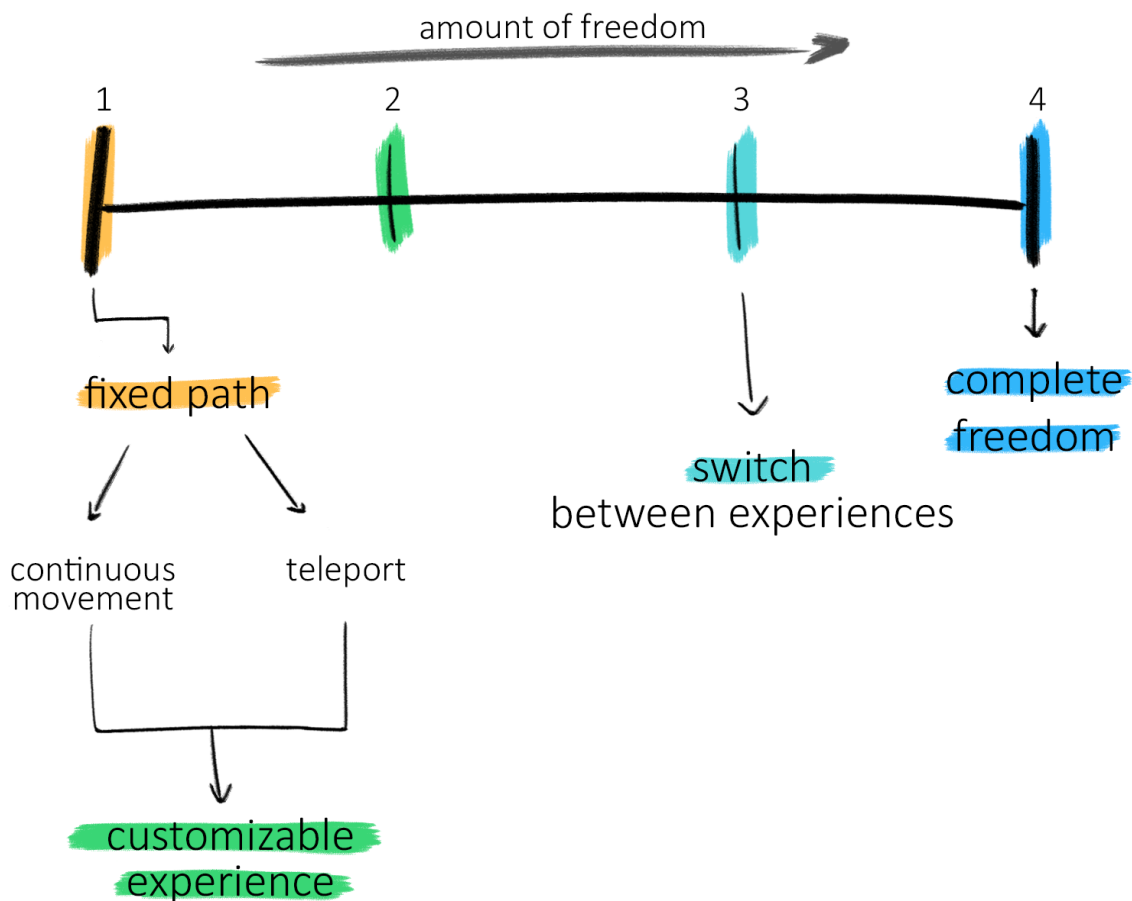 amount of freedom
1 2 3 4
fixed path
complete
freedom
switch
between experiences
continuous
movement
teleport
customizable
experience